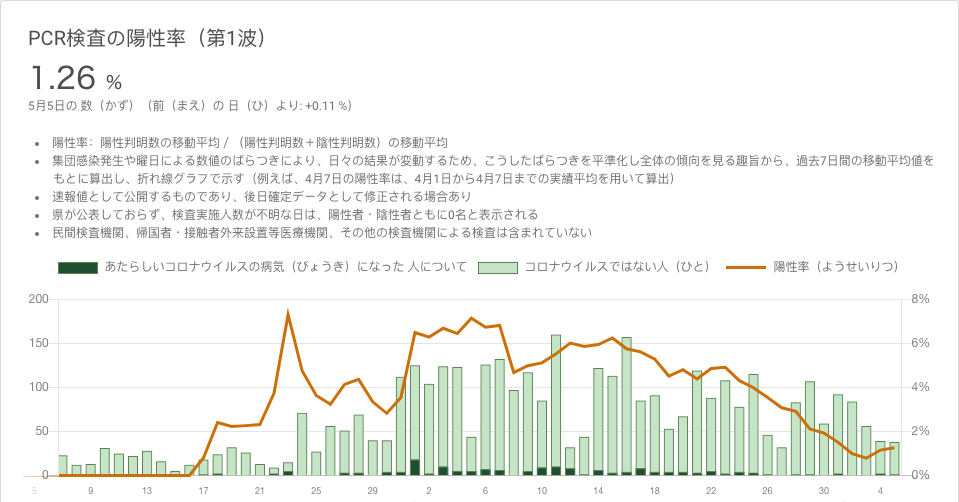 PCR検査の陽性率（第1波）
1.26 %
5月5日の 数（かず）（前（まえ）の 日（ひ）より: +0.11 %）
• 陽性率: 陽性判明数の移動平均 / （陽性判明数＋陰性判明数）の移動平均
• 集団感染発生や曜日による数値のばらつきにより、日々の結果が変動するため、こうしたばらつきを平準化し全体の傾向を見る趣旨から、過去7日間の移動平均値を
もとに算出し、折れ線グラフで示す（例えば、4月7日の陽性率は、4月1日から4月7日までの実績平均を用いて算出）
• 速報値として公開するものであり、後日確定データとして修正される場合あり
• 県が公表しておらず、検査実施人数が不明な日は、陽性者・陰性者ともに0名と表示される
• 民間検査機関、帰国者・接触者外来設置等医療機関、その他の検査機関による検査は含まれていない
あたらしいコロナウイルスの病気（びょうき）になった 人について コロナウイルスではない人（ひと） 陽性率（ようせいりつ）
200 8%
150 6%
100 4%
50 2%
0 0%
5 9 13 17 21 25 29 2 6 10 14 18 22 26 30 4